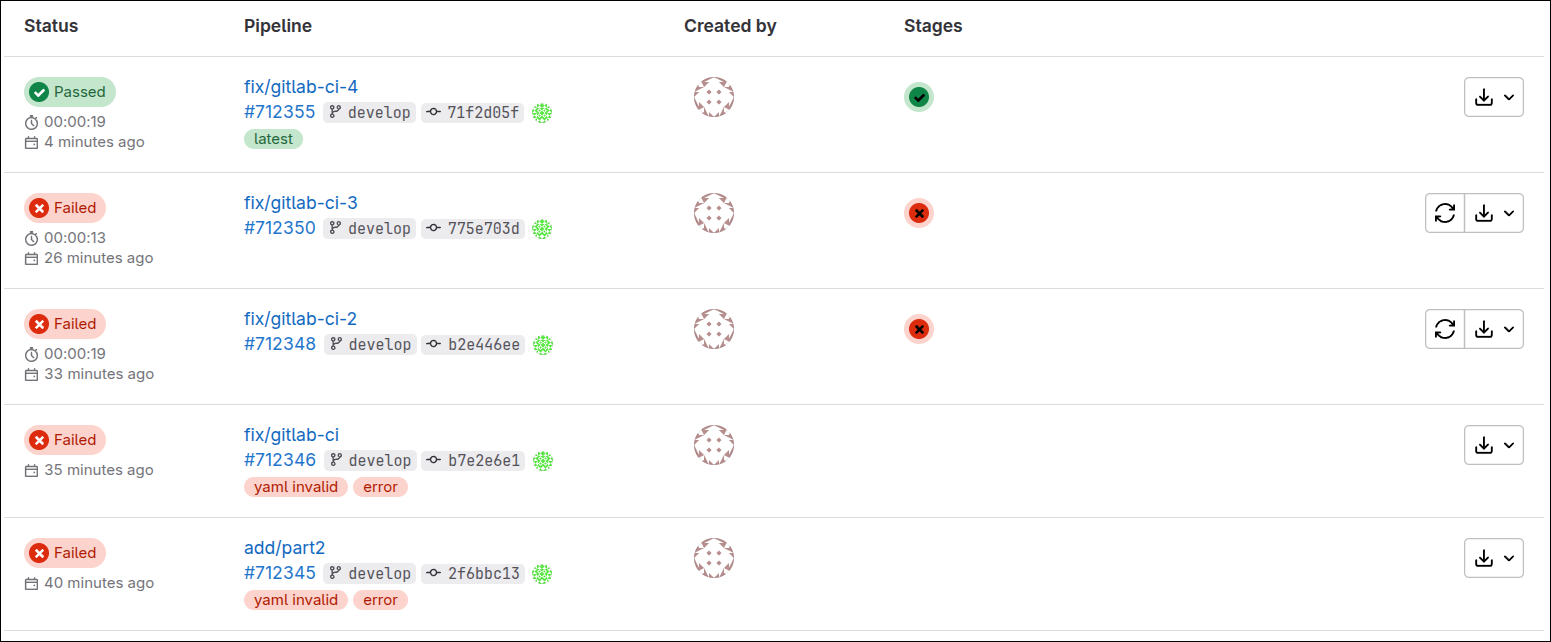 Status Pipeline Created by Stages
Passed
00:00:19
4 minutes ago
fix/gitlab-ci-4
#712355 develop 71f2d05f
latest
Failed
00:00:13
26 minutes ago
fix/gitlab-ci-3
#712350 develop 775e703d
Failed
00:00:19
33 minutes ago
fix/gitlab-ci-2
#712348 develop b2e446ee
Failed
35 minutes ago
fix/gitlab-ci
#712346 develop b7e2e6e1
yaml invalid error
Failed
40 minutes ago
add/part2
#712345 develop 2f6bbc13
yaml invalid error